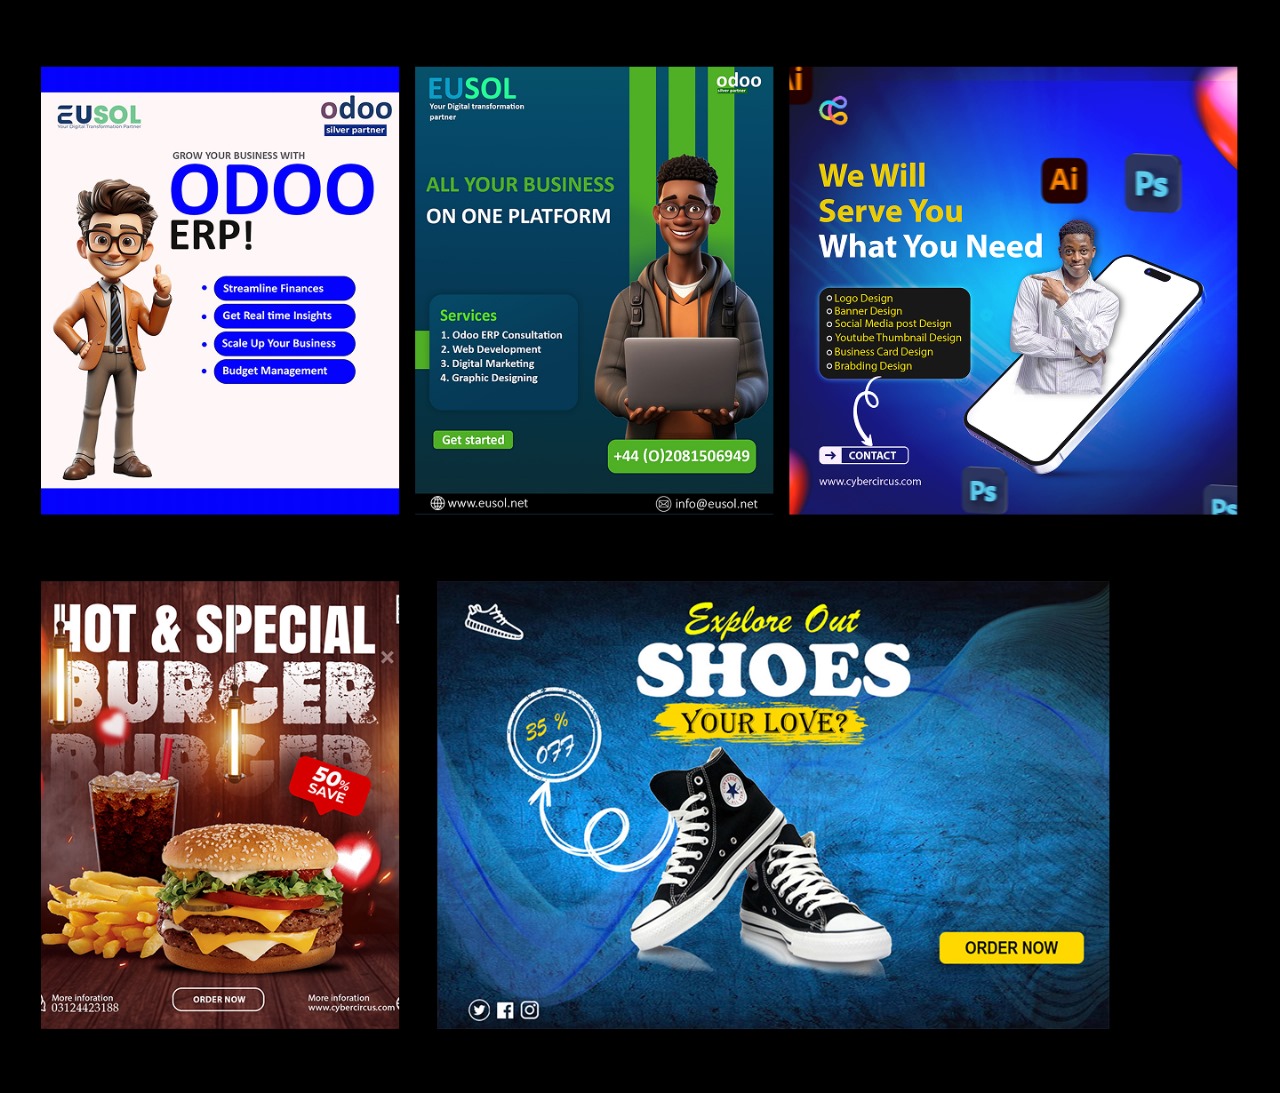 EUSOL
Your Digital Transformation Partner
odoo
silver partner
GROW YOUR BUSINESS WITH
ODOO
ERP!
Streamline Finances
Get Real time Insights
Scale Up Your Business
Budget Management
EUSOL
Your Digital transformation
partner
odoo
silver partner
ALL YOUR BUSINESS
ON ONE PLATFORM
Services
1. Odoo ERP Consultation
2. Web Development
3. Digital Marketing
4. Graphic Designing
Get started
+44 (O)2081506949
www.eusol.net
info@eusol.net
Ai
We Will
Serve You
What You Need
Ai
Ps
Logo Design
Banner Design
Social Media post Design
Youtube Thumbnail Design
Business Card Design
Brabding Design
CONTACT
www.cybercircus.com
Ps
Ps
HOT & SPECIAL
BURGER
BURGER
50%
SAVE
More inforation
03124423188
ORDER NOW
More inforation
www.cybercircus.com
Explore Out
SHOES
YOUR LOVE?
35 %
OFF
ORDER NOW